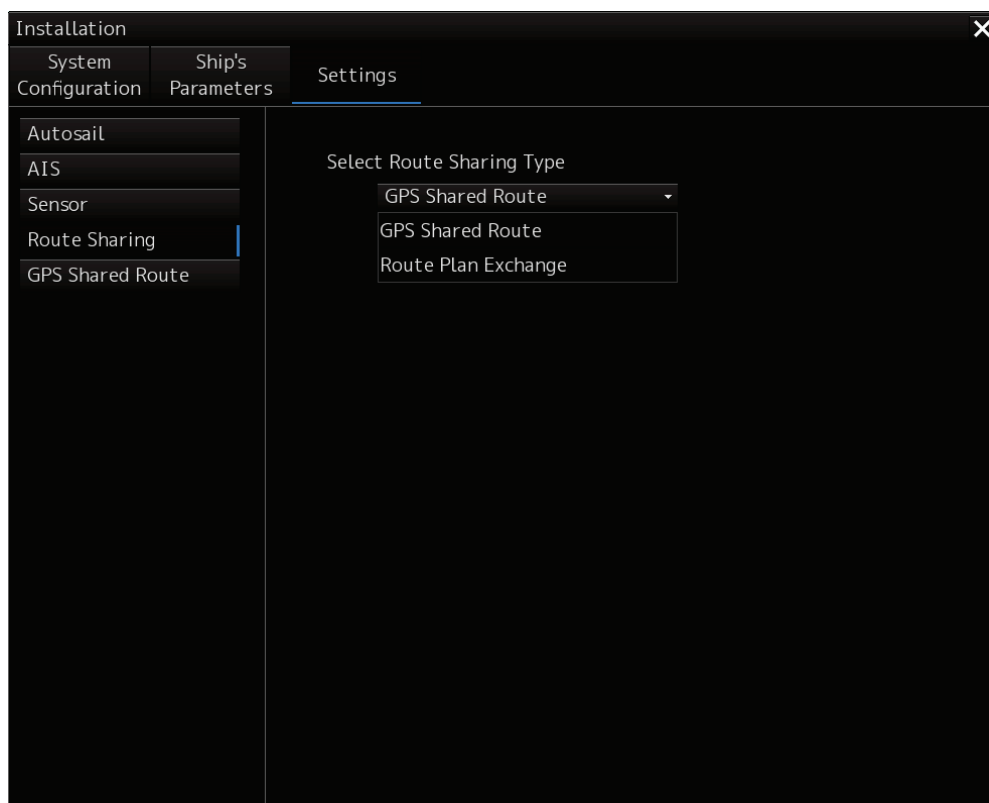 Installation
System
Configuration
Ship's
Parameters
Settings
Autosail
AIS
Sensor
Route Sharing
GPS Shared Route
Select Route Sharing Type
GPS Shared Route
GPS Shared Route
Route Plan Exchange